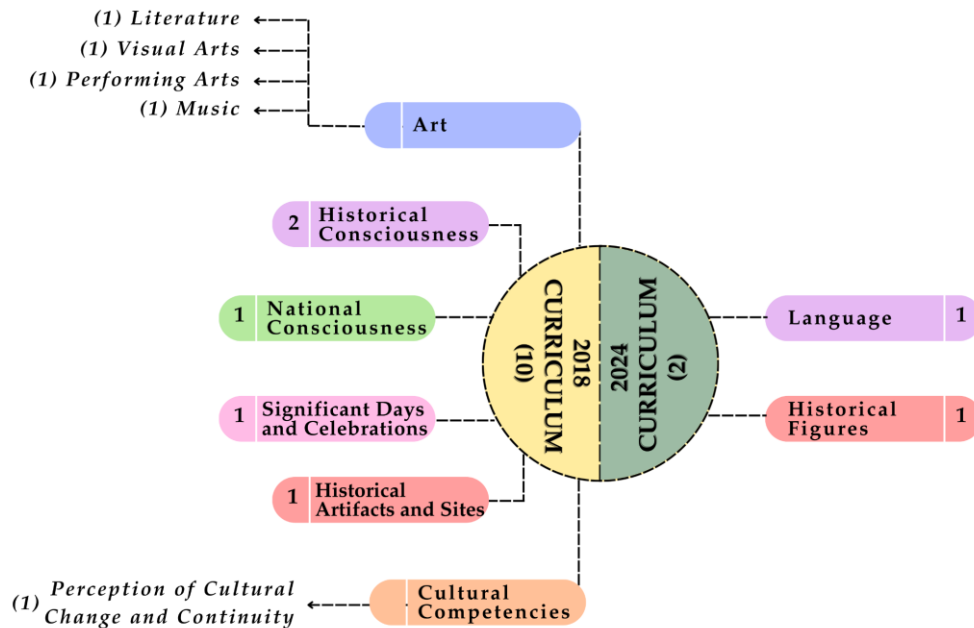 (1) Literature
(1) Visual Arts
(1) Performing Arts
(1) Music
Art
2 Historical
Consciousness
1 National
Consciousness
1 Significant Days
and Celebrations
1 Historical
Artifacts and Sites
Cultural
Competencies
(1) Perception of Cultural
Change and Continuity
2018
CURRICULUM
(10)
2024
CURRICULUM
(2)
Language 1
Historical
Figures 1